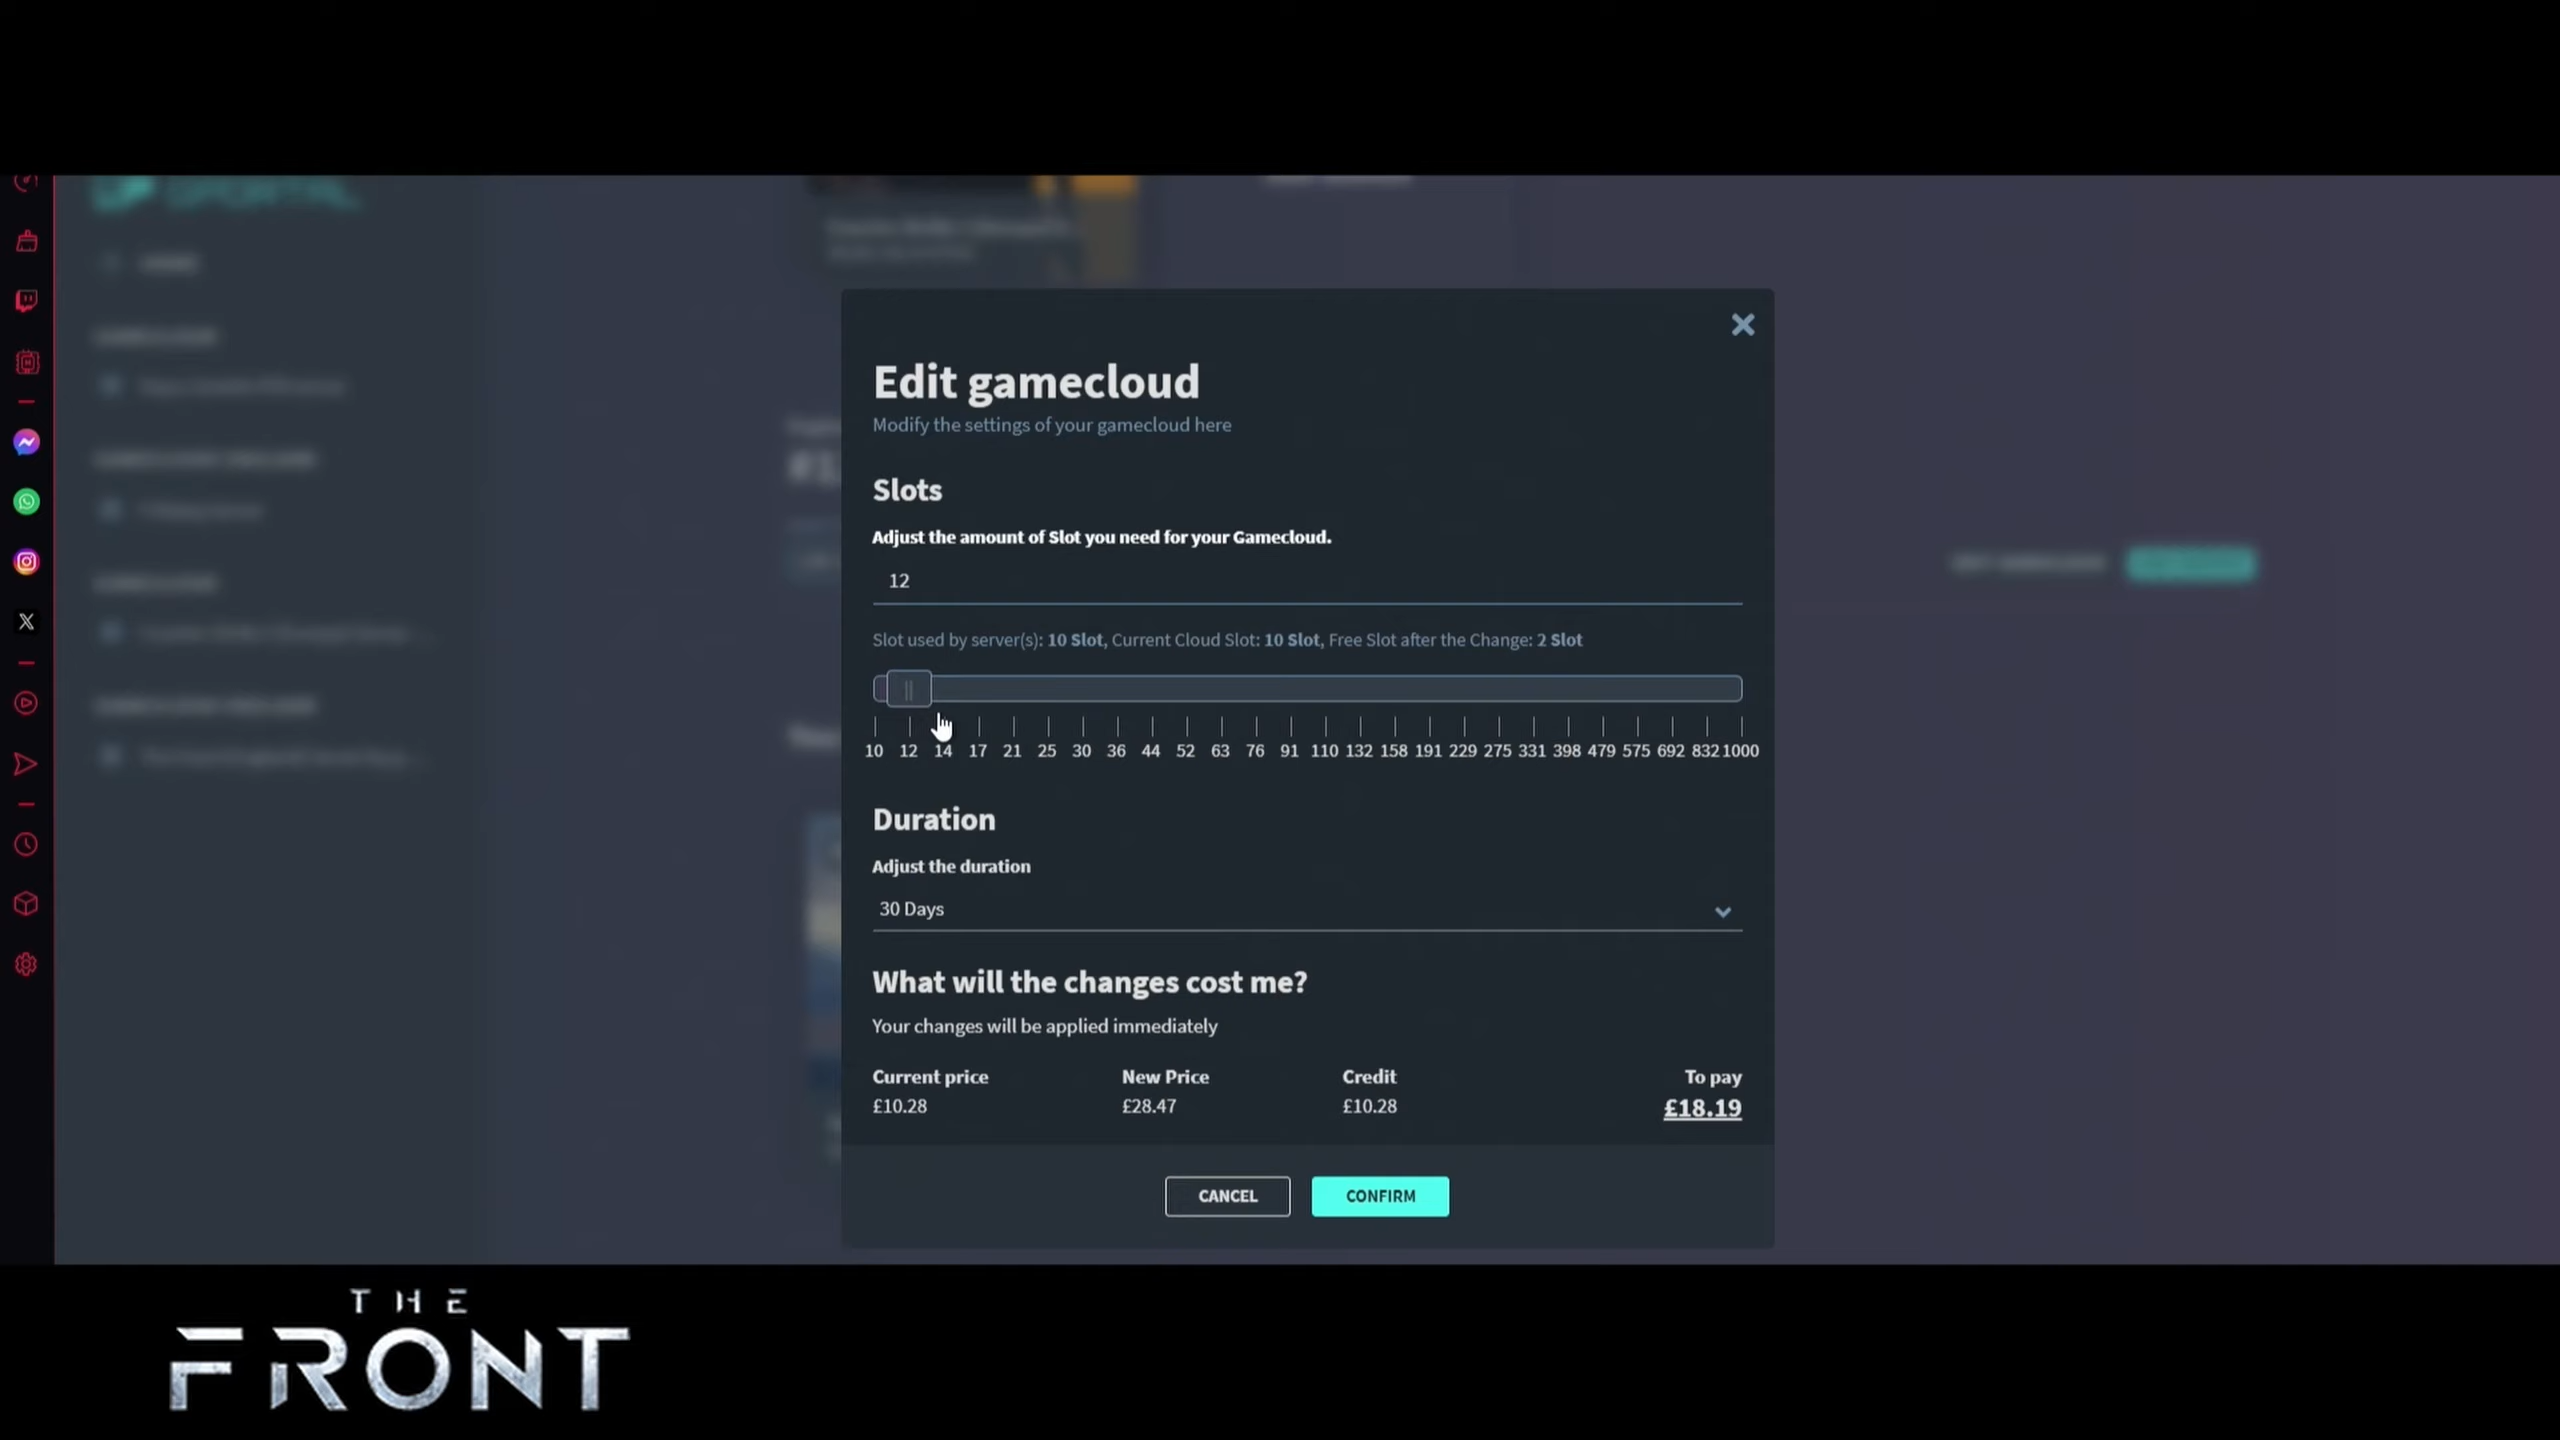 GPORTAL
Edit gamecloud
Modify the settings of your gamecloud here
Slots
Adjust the amount of Slot you need for your Gamecloud.
12
Slot used by server(s): 10 Slot, Current Cloud Slot: 10 Slot, Free Slot after the Change: 2 Slot
10 12 14 17 21 25 30 36 44 52 63 76 91 110 132 158 191 229 275 331 398 479 575 692 832 1000
Duration
Adjust the duration
30 Days
What will the changes cost me?
Your changes will be applied immediately
Current price New Price Credit To pay
£10.28 £28.47 £10.28 £18.19
CANCEL CONFIRM
THE
FRONT